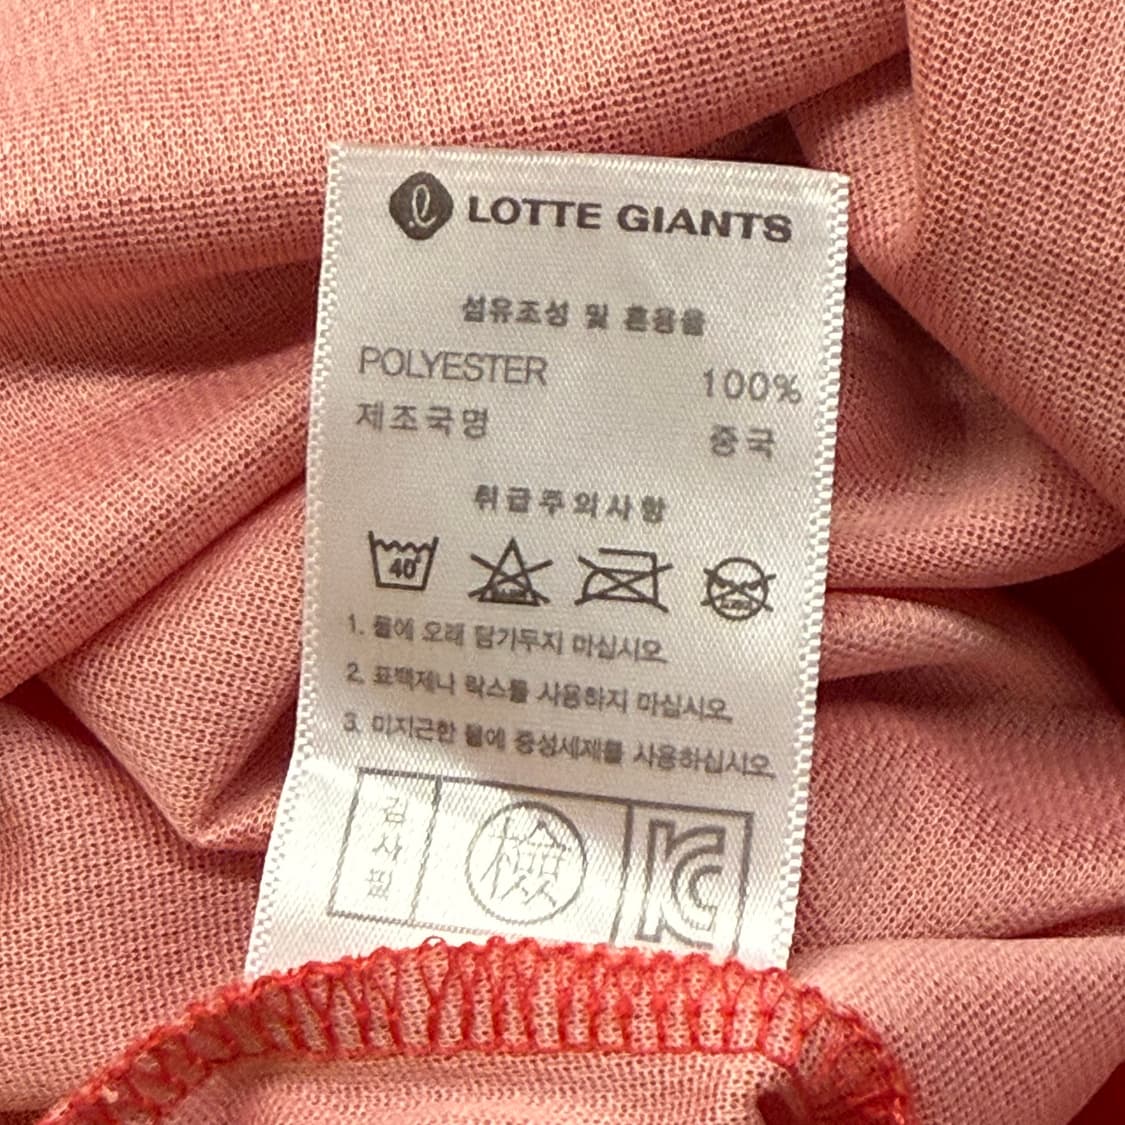 LOTTE GIANTS
섬유조성 및 혼용율
POLYESTER 100%
제조국명 중국
취급주의사항
40
1. 물에 오래 담가두지 마십시오.
2. 표백제나 락스를 사용하지 마십시오.
3. 미지근한 물에 중성세제를 사용하십시오.
검사필
檢